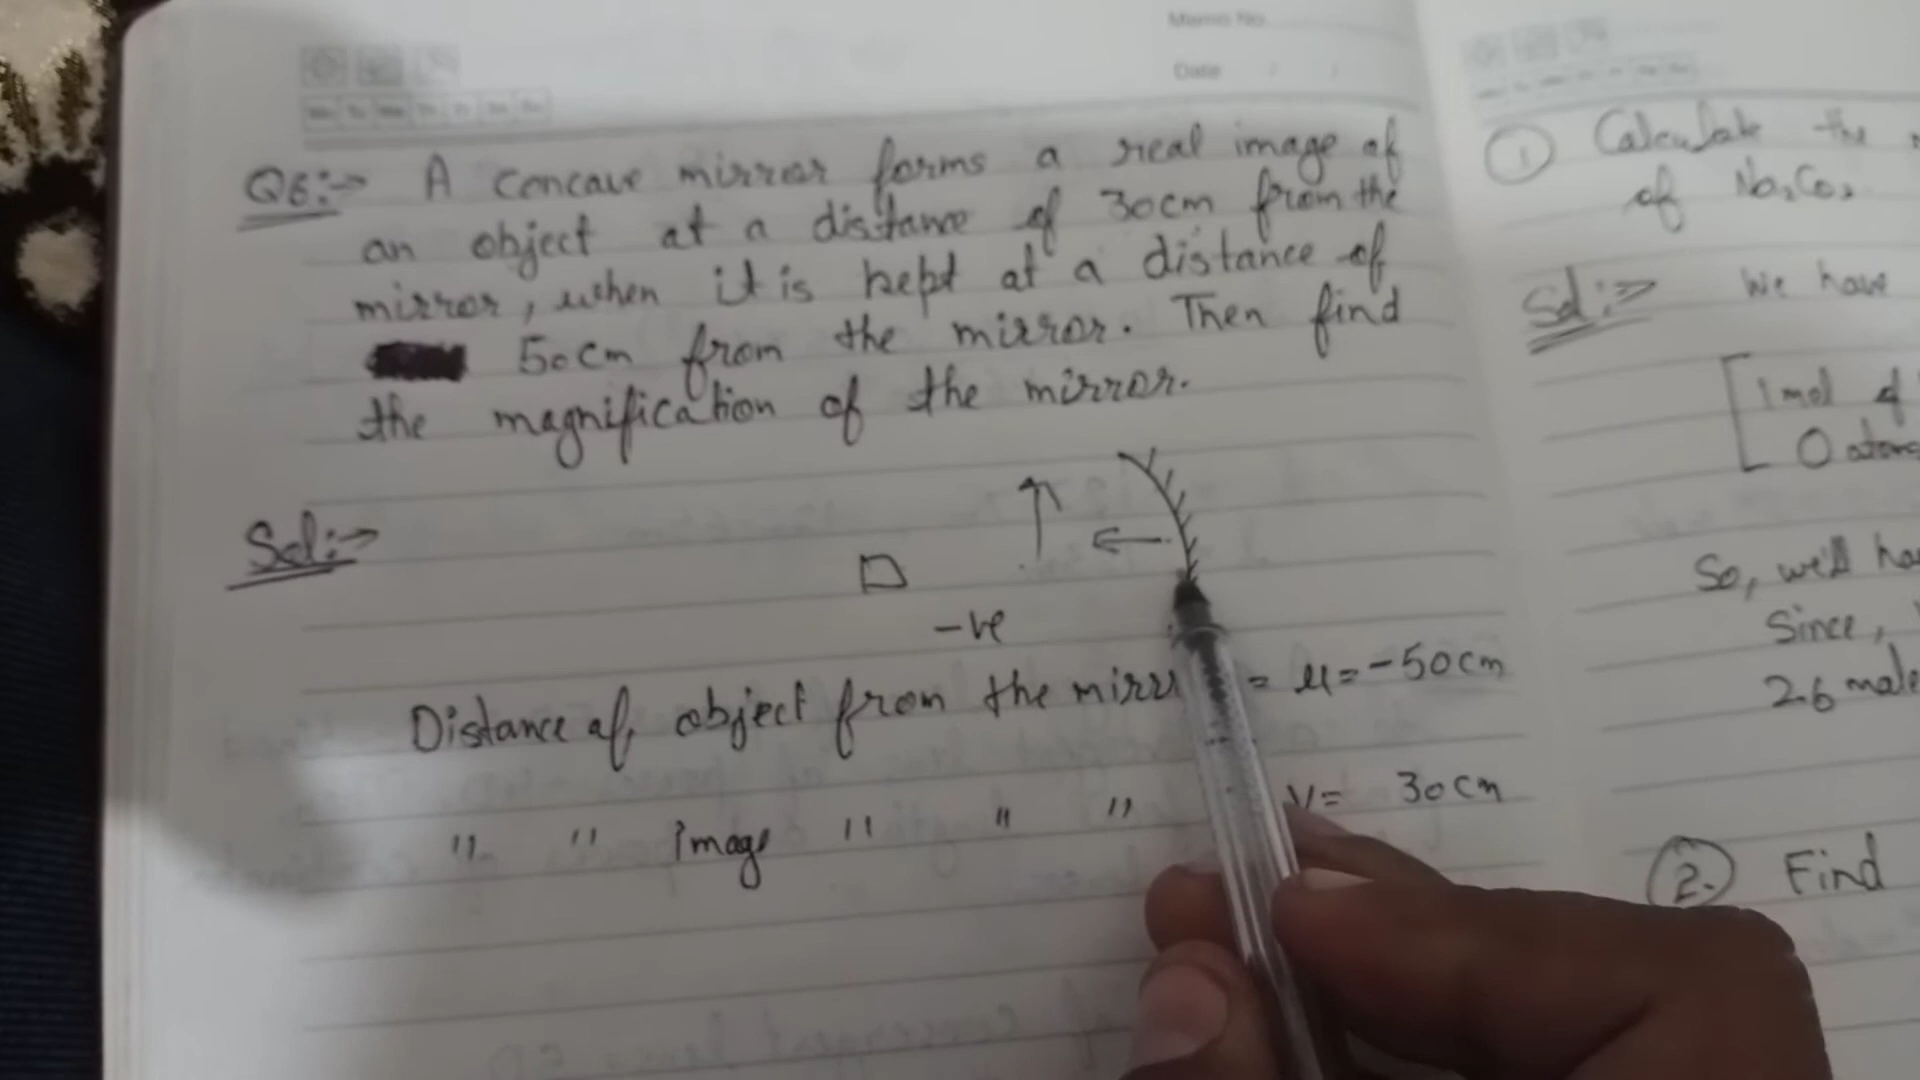 Memo No.
Date
Q6:→ A concave mirror forms a real image of
an object at a distance of 30cm from the
mirror, when it is kept at a distance of
50cm from the mirror. Then find
the magnification of the mirror.
Sol:→
-ve
Distance of object from the = u = -50cm
" " image " " " V= 30cm
① Calculate the
of
Sol:⇒ We have
1 mol of
O atoms
So, we'll
Since,
2.6 mole
②. Find